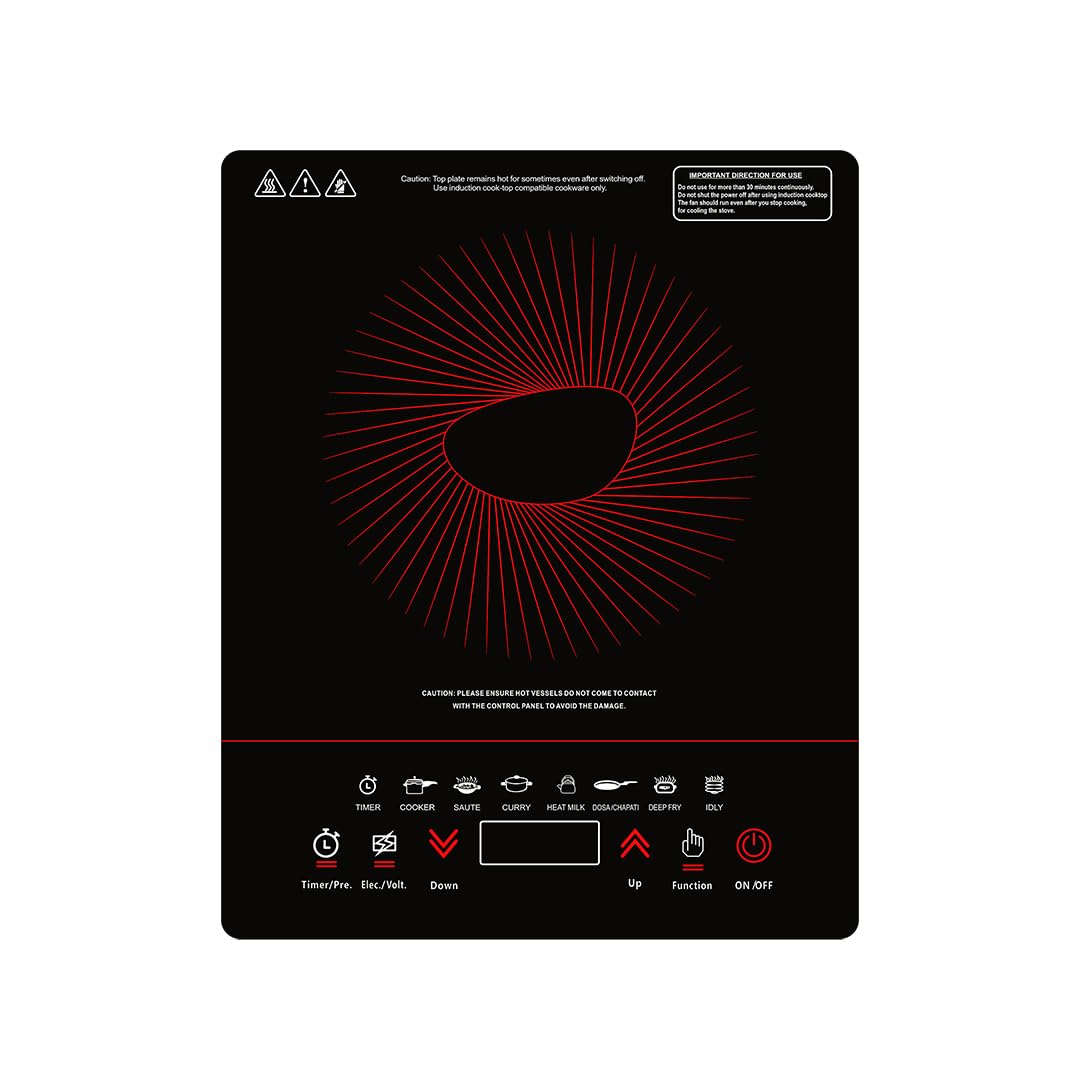 Caution: Top plate remains hot for sometimes even after switching off.
Use induction cook-top compatible cookware only.
IMPORTANT DIRECTION FOR USE
Do not use for more than 30 minutes continuously.
Do not shut the power off after using induction cooktop
The fan should run even after you stop cooking,
for cooling the stove.
CAUTION: PLEASE ENSURE HOT VESSELS DO NOT COME TO CONTACT
WITH THE CONTROL PANEL TO AVOID THE DAMAGE.
TIMER COOKER SAUTE CURRY HEAT MILK DOSA/CHAPATI DEEP FRY IDLY
Timer/Pre. Elec./Volt. Down Up Function ON/OFF